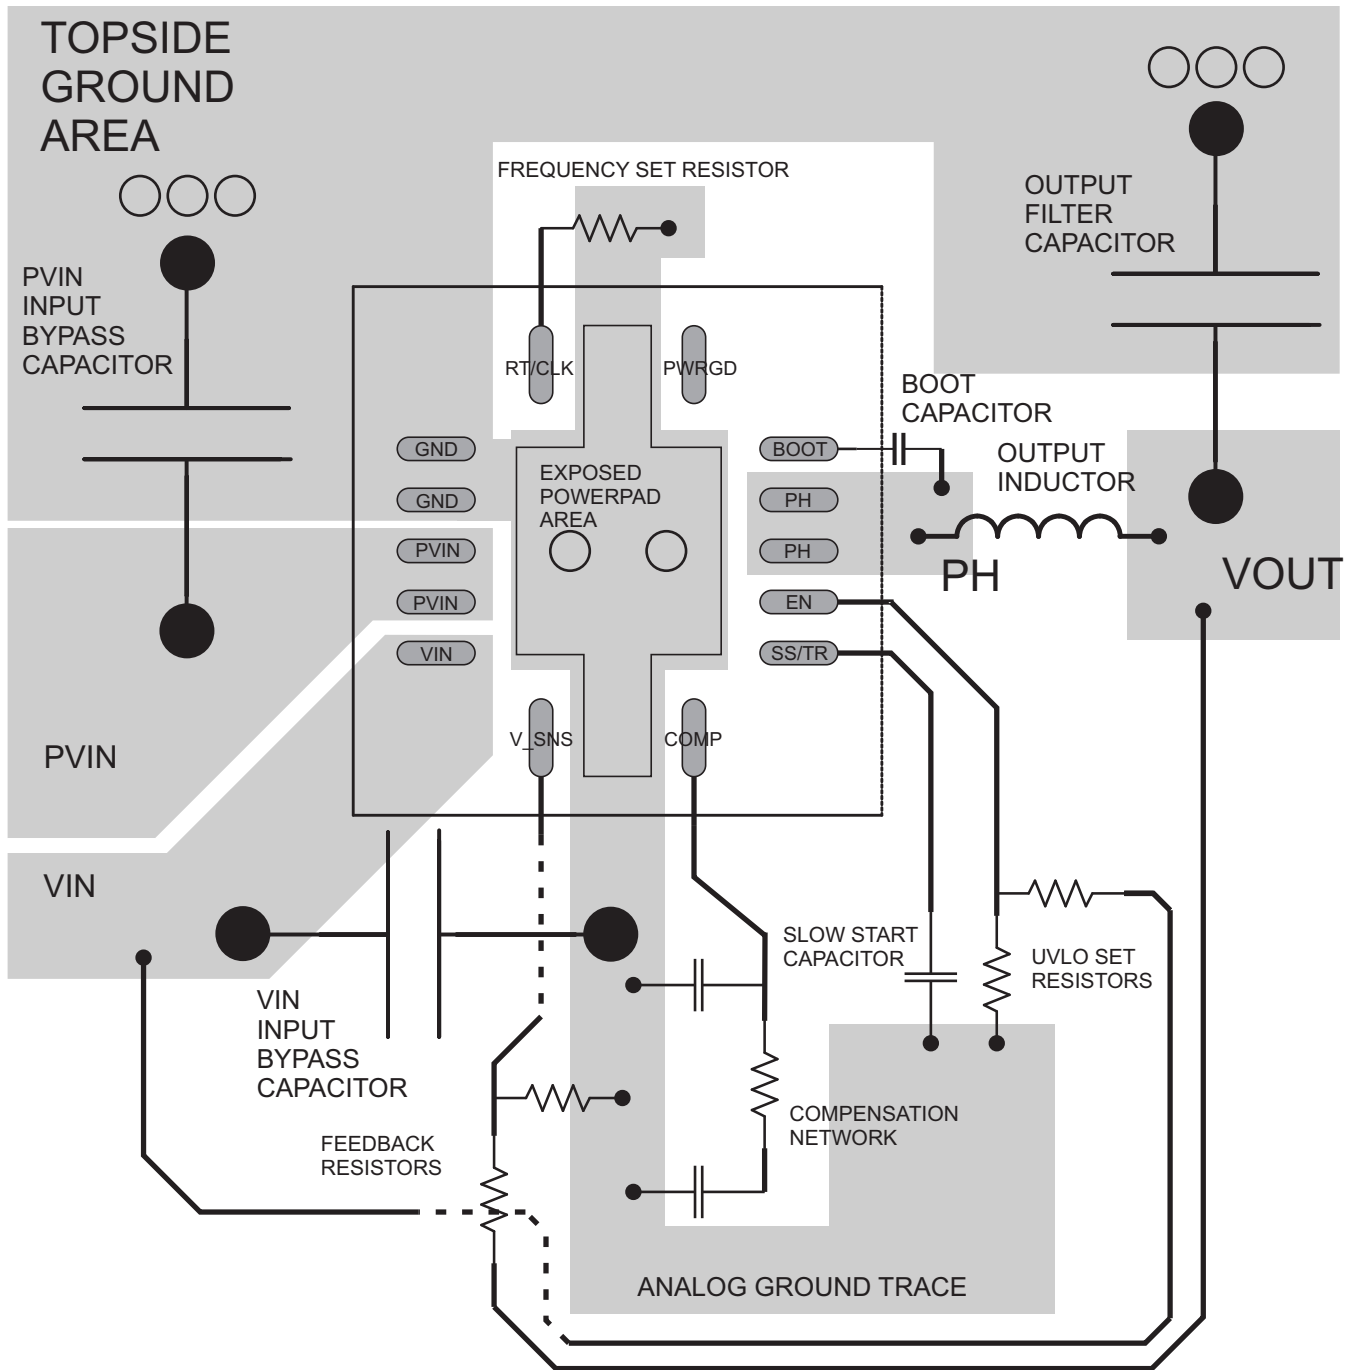 TOPSIDE
GROUND
AREA
FREQUENCY SET RESISTOR
OUTPUT
FILTER
CAPACITOR
PVIN
INPUT
BYPASS
CAPACITOR
RT/CLK
PWRGD
BOOT
CAPACITOR
GND
GND
PVIN
PVIN
VIN
EXPOSED
POWERPAD
AREA
BOOT
PH
PH
EN
SS/TR
OUTPUT
INDUCTOR
PH
VOUT
V_SNS
COMP
PVIN
VIN
SLOW START
CAPACITOR
UVLO SET
RESISTORS
VIN
INPUT
BYPASS
CAPACITOR
COMPENSATION
NETWORK
FEEDBACK
RESISTORS
ANALOG GROUND TRACE